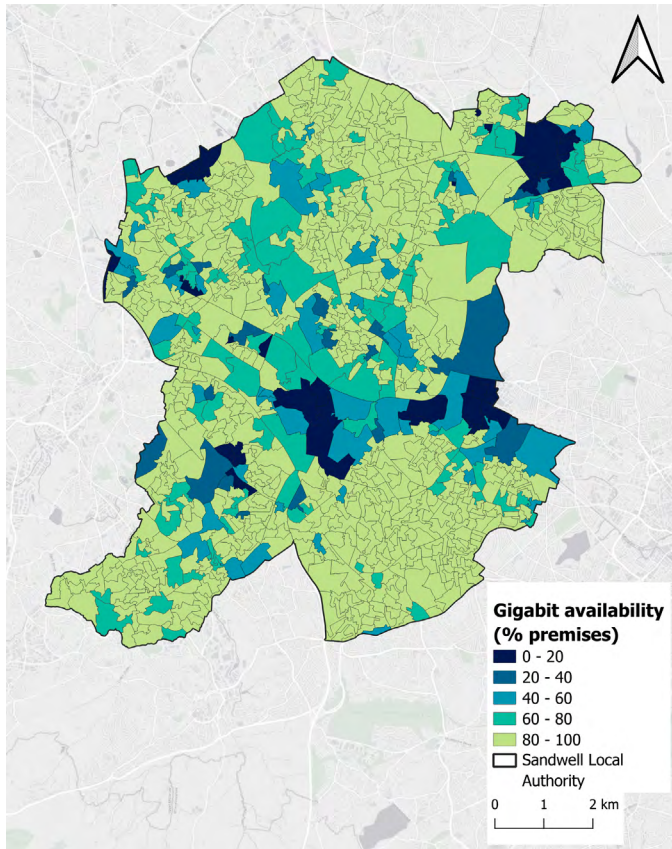 Gigabit availability
(% premises)
0 - 20
20 - 40
40 - 60
60 - 80
80 - 100
Sandwell Local
Authority
0 1 2 km